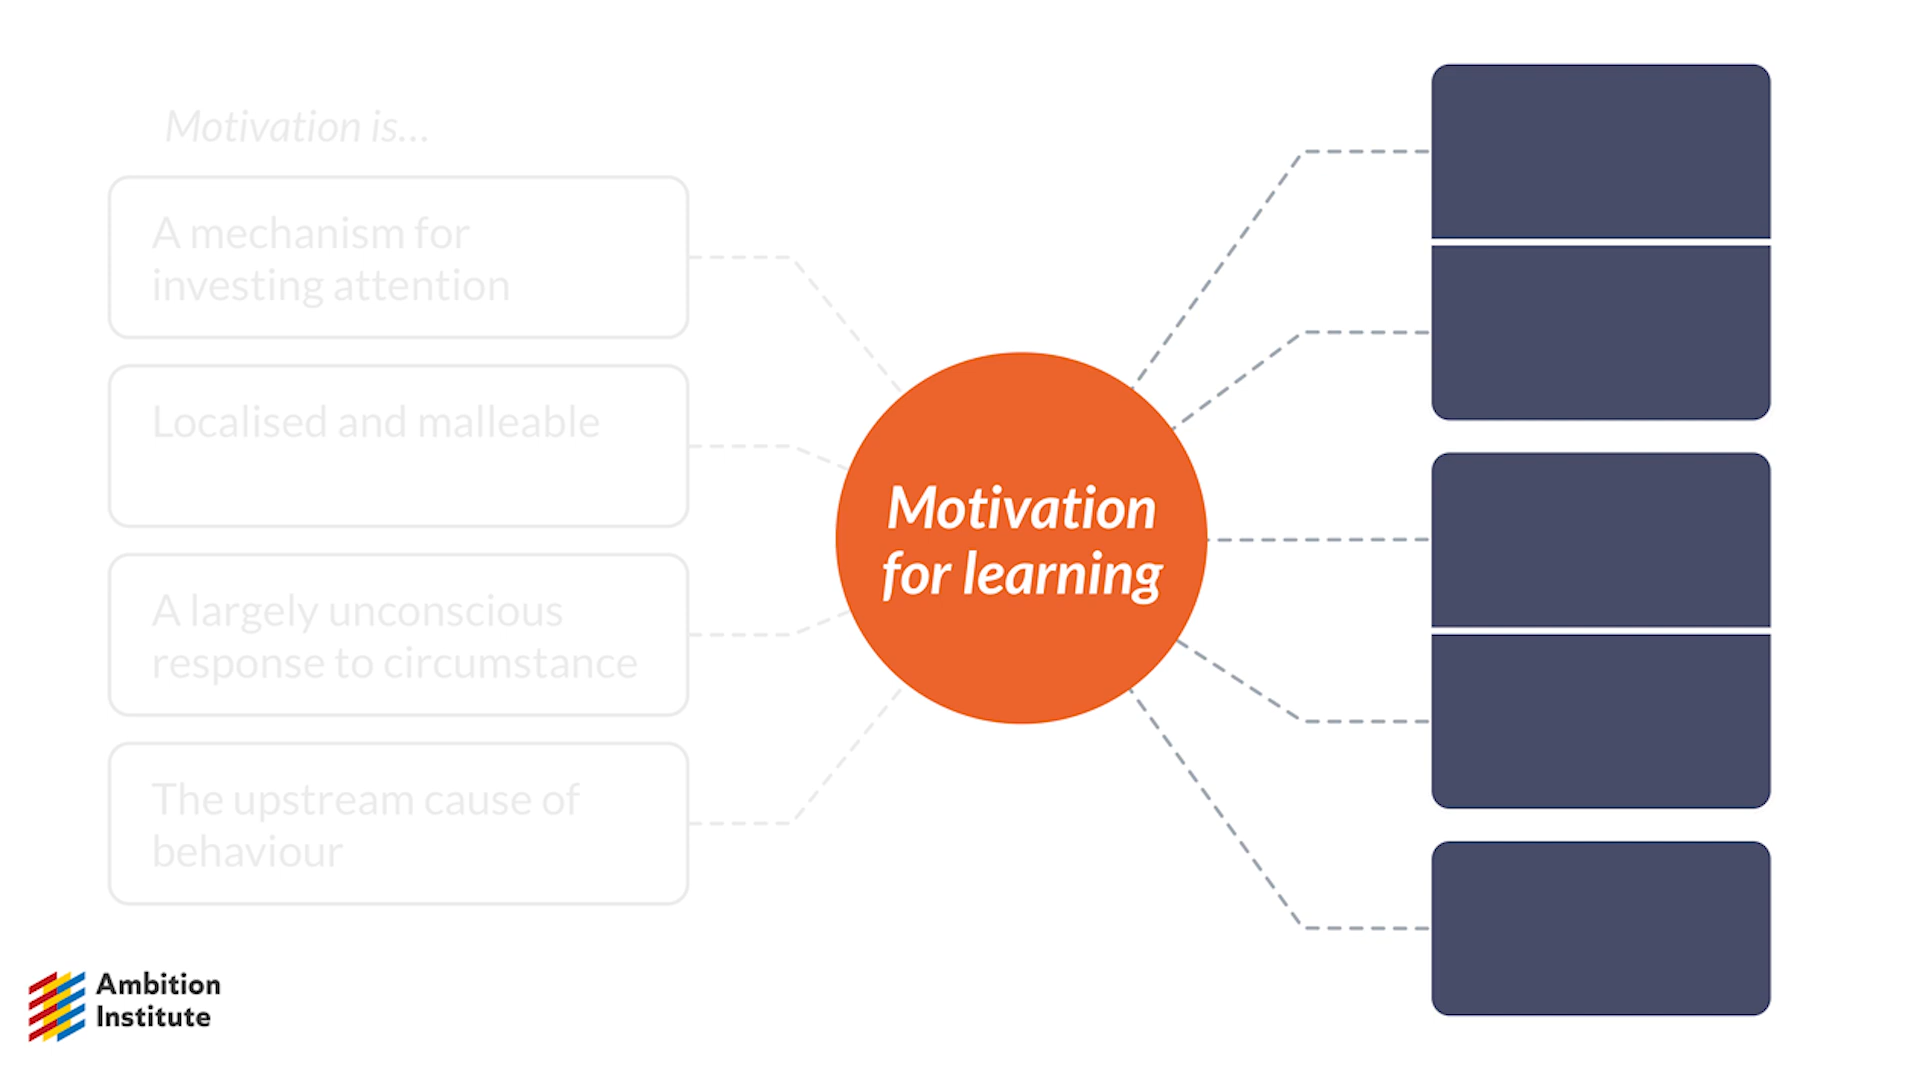 Motivation is...
A mechanism for
investing attention
Localised and malleable
A largely unconscious
response to circumstance
The upstream cause of
behaviour
Motivation
for learning
Ambition
Institute